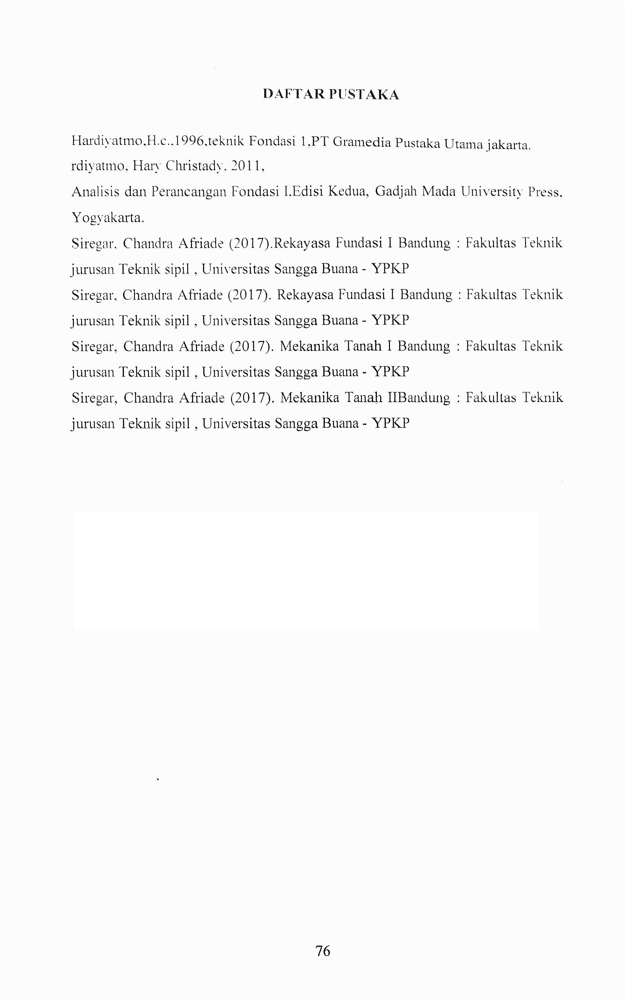 DAFTAR PUSTAKA
Hardiyatmo,H.c.,1996,teknik Fondasi 1,PT Gramedia Pustaka Utama jakarta.
rdiyatmo, Hary Christady, 2011,
Analisis dan Perancangan Fondasi I,Edisi Kedua, Gadjah Mada University Press,
Yogyakarta.
Siregar, Chandra Afriade (2017).Rekayasa Fundasi I Bandung : Fakultas Teknik
jurusan Teknik sipil , Universitas Sangga Buana - YPKP
Siregar, Chandra Afriade (2017). Rekayasa Fundasi I Bandung : Fakultas Teknik
jurusan Teknik sipil , Universitas Sangga Buana - YPKP
Siregar, Chandra Afriade (2017). Mekanika Tanah I Bandung : Fakultas Teknik
jurusan Teknik sipil , Universitas Sangga Buana - YPKP
Siregar, Chandra Afriade (2017). Mekanika Tanah IIBandung : Fakultas Teknik
jurusan Teknik sipil , Universitas Sangga Buana - YPKP
76